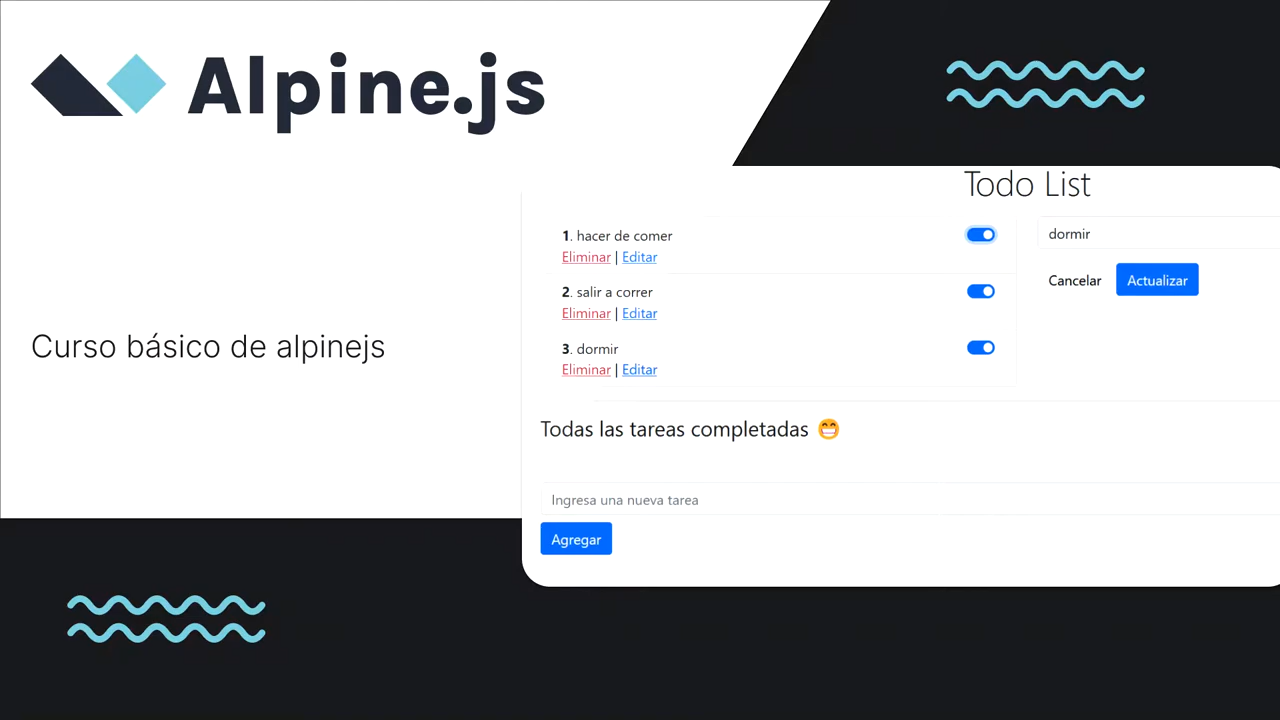 Alpine.js
Curso básico de alpinejs
Todo List
1. hacer de comer
Eliminar | Editar
2. salir a correr
Eliminar | Editar
3. dormir
Eliminar | Editar
dormir
Cancelar
Actualizar
Todas las tareas completadas 😁
Ingresa una nueva tarea
Agregar